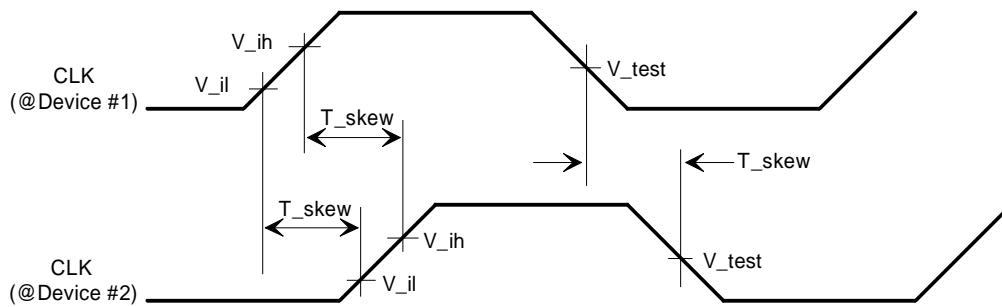 V_ih
V_test
CLK
(@Device #1)
V_il
T_skew
T_skew
T_skew
V_ih
V_test
CLK
(@Device #2)
V_il